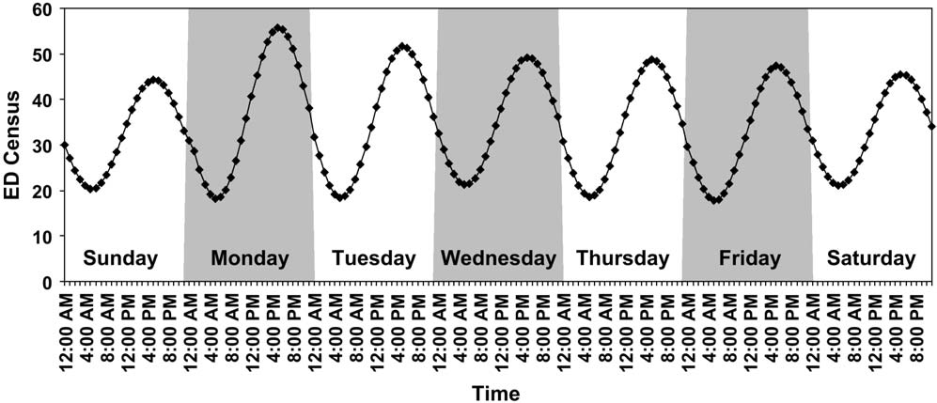 60
50
40
30
20
10
0
ED Census
Sunday
Monday
Tuesday
Wednesday
Thursday
Friday
Saturday
12:00 AM
4:00 AM
8:00 AM
12:00 PM
4:00 PM
8:00 PM
12:00 AM
4:00 AM
8:00 AM
12:00 PM
4:00 PM
8:00 PM
12:00 AM
4:00 AM
8:00 AM
12:00 PM
4:00 PM
8:00 PM
12:00 AM
4:00 AM
8:00 AM
12:00 PM
4:00 PM
8:00 PM
12:00 AM
4:00 AM
8:00 AM
12:00 PM
4:00 PM
8:00 PM
12:00 AM
4:00 AM
8:00 AM
12:00 PM
4:00 PM
8:00 PM
12:00 AM
4:00 AM
8:00 AM
12:00 PM
4:00 PM
8:00 PM
Time